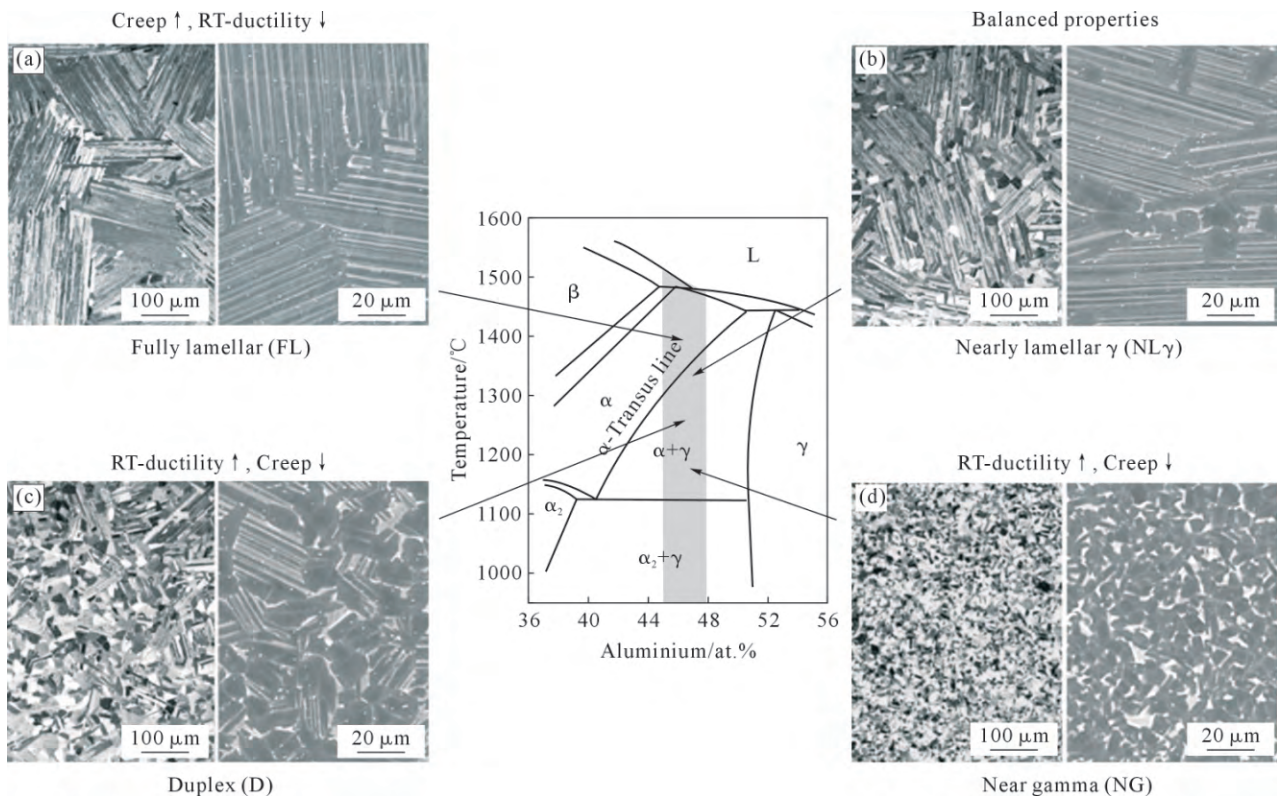 Creep ↑, RT-ductility ↓
(a)
100 μm
20 μm
Fully lamellar (FL)
Balanced properties
(b)
100 μm
20 μm
Nearly lamellar γ (NLγ)
RT-ductility ↑, Creep ↓
(c)
100 μm
20 μm
Duplex (D)
RT-ductility ↑, Creep ↓
(d)
100 μm
20 μm
Near gamma (NG)
Temperature/℃
1600
1500
1400
1300
1200
1100
1000
L
β
α
α-Transus line
α+γ
γ
α₂
α₂+γ
36 40 44 48 52 56
Aluminium/at.%